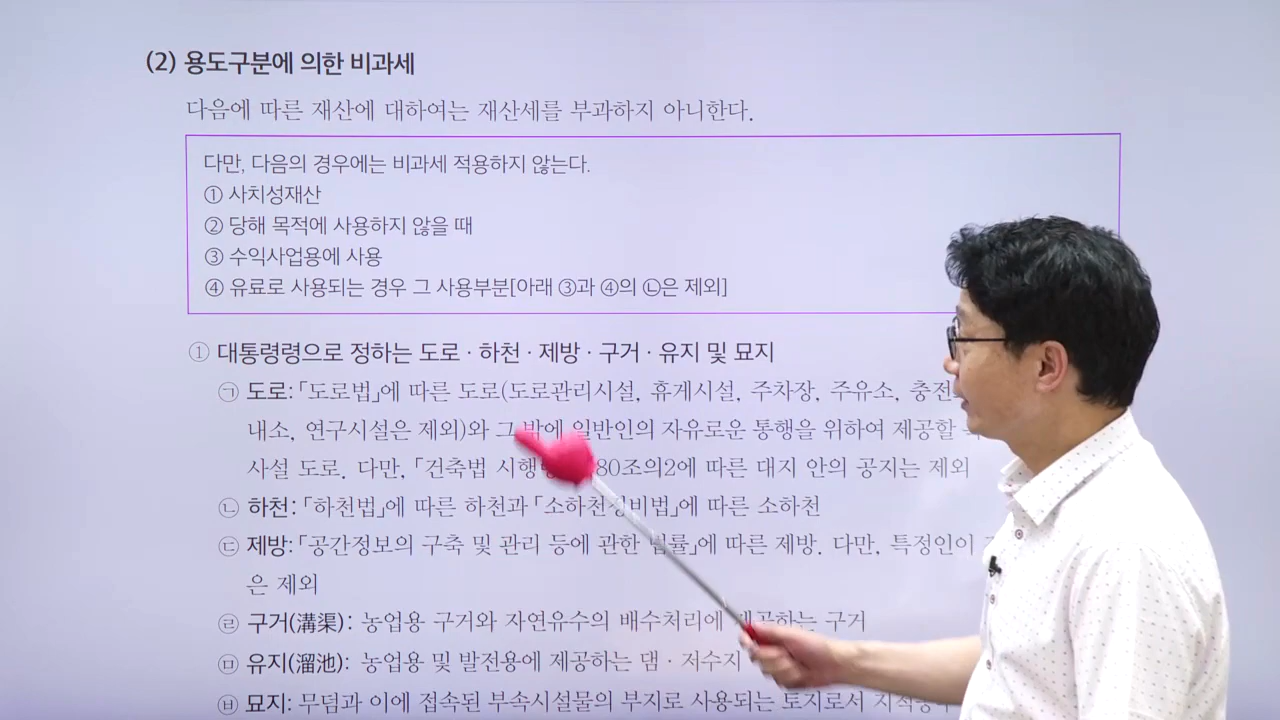 (2) 용도구분에 의한 비과세
다음에 따른 재산에 대하여는 재산세를 부과하지 아니한다.
다만, 다음의 경우에는 비과세 적용하지 않는다.
① 사치성재산
② 당해 목적에 사용하지 않을 때
③ 수익사업용에 사용
④ 유료로 사용되는 경우 그 사용부분[아래 ③과 ④의 ㉡은 제외]
① 대통령령으로 정하는 도로 · 하천 · 제방 · 구거 · 유지 및 묘지
㉠ 도로: 「도로법」에 따른 도로(도로관리시설, 휴게시설, 주차장, 주유소, 충전
내소, 연구시설은 제외)와 그 밖에 일반인의 자유로운 통행을 위하여 제공할
사설 도로. 다만, 「건축법 시행령 80조의2에 따른 대지 안의 공지는 제외
㉡ 하천: 「하천법」에 따른 하천과 「소하천정비법」에 따른 소하천
㉢ 제방: 「공간정보의 구축 및 관리 등에 관한 법률」에 따른 제방. 다만, 특정인이
은 제외
㉣ 구거(溝渠): 농업용 구거와 자연유수의 배수처리에 제공하는 구거
㉤ 유지(溜池): 농업용 및 발전용에 제공하는 댐 · 저수지
㉥ 묘지: 무덤과 이에 접속된 부속시설물의 부지로 사용되는 토지로서